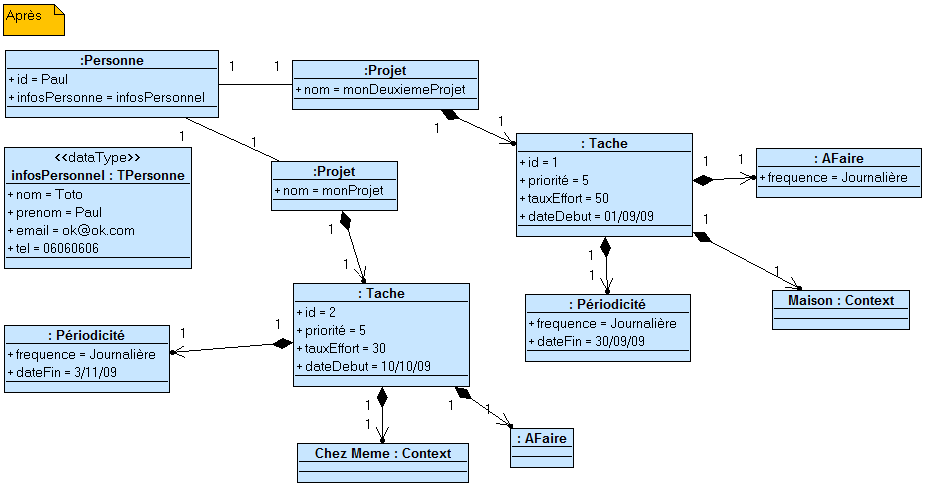 Après
:Personne
+ id = Paul
+ infosPersonne = infosPersonnel
1
1
:Projet
+ nom = monDeuxiemeProjet
1
1
1
1
<<dataType>>
infosPersonnel : TPersonne
+ nom = Toto
+ prenom = Paul
+ email = ok@ok.com
+ tel = 06060606
:Projet
+ nom = monProjet
: Tache
+ id = 1
+ priorité = 5
+ tauxEffort = 50
+ dateDebut = 01/09/09
1
1
: AFaire
+ frequence = Journalière
1
1
1
1
1
1
: Périodicité
+ frequence = Journalière
+ dateFin = 30/09/09
Maison : Context
: Tache
+ id = 2
+ priorité = 5
+ tauxEffort = 30
+ dateDebut = 10/10/09
: Périodicité
+ frequence = Journalière
+ dateFin = 3/11/09
1
1
1
1
1
1
Chez Meme : Context
: AFaire